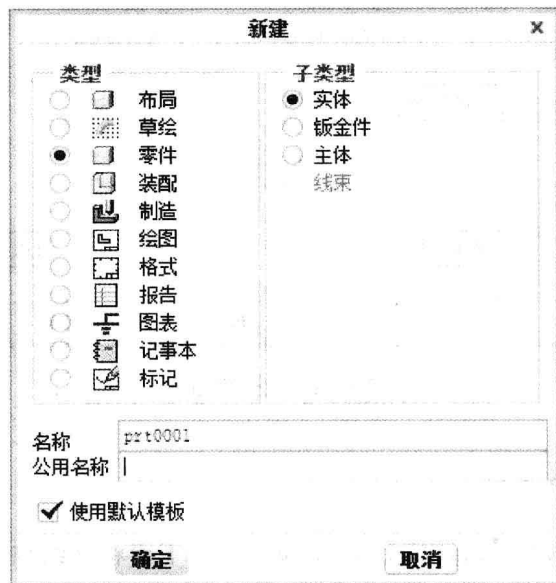 新建
类型
布局
草绘
零件
装配
制造
绘图
格式
报告
图表
记事本
标记
子类型
实体
钣金件
主体
线束
名称 prt0001
公用名称
使用默认模板
确定 取消